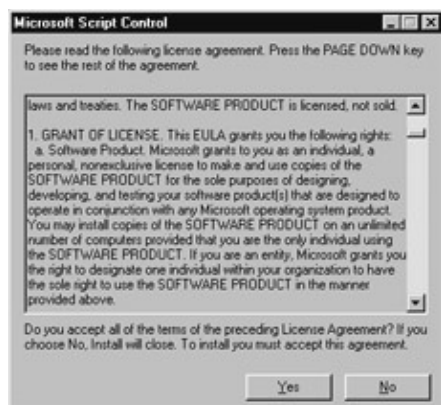 Microsoft Script Control
Please read the following license agreement. Press the PAGE DOWN key
to see the rest of the agreement.
laws and treaties. The SOFTWARE PRODUCT is licensed, not sold.
1. GRANT OF LICENSE. This EULA grants you the following rights:
a. Software Product. Microsoft grants to you as an individual, a
personal, nonexclusive license to make and use copies of the
SOFTWARE PRODUCT for the sole purposes of designing,
developing, and testing your software product(s) that are designed to
operate in conjunction with any Microsoft operating system product.
You may install copies of the SOFTWARE PRODUCT on an unlimited
number of computers provided that you are the only individual using
the SOFTWARE PRODUCT. If you are an entity, Microsoft grants you
the right to designate one individual within your organization to have
the sole right to use the SOFTWARE PRODUCT in the manner
provided above.
Do you accept all of the terms of the preceding License Agreement? If you
choose No, Install will close. To install you must accept this agreement.
Yes
No